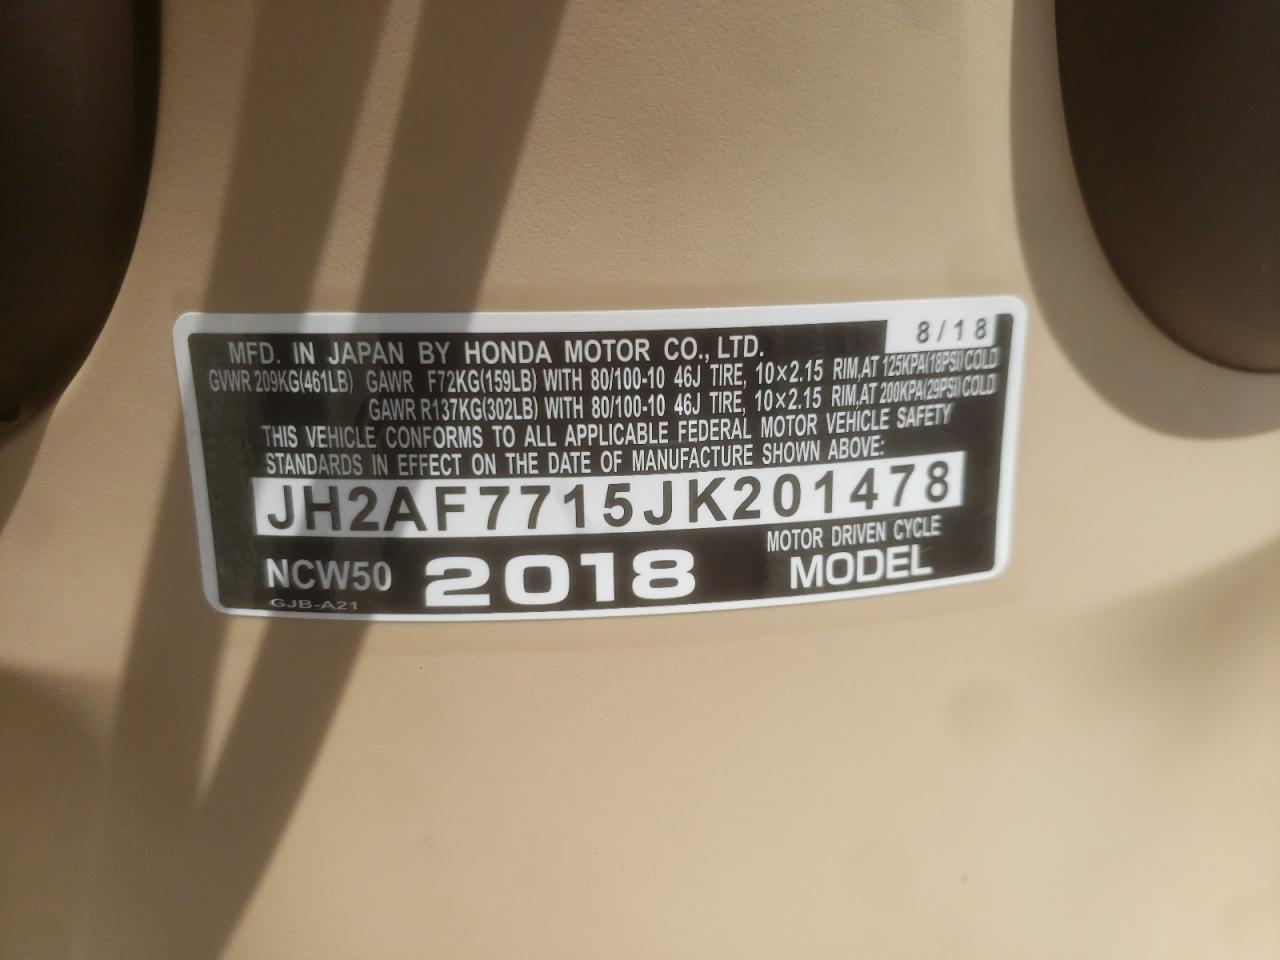 8/18
MFD. IN JAPAN BY HONDA MOTOR CO., LTD.
GVWR 209KG(461LB) GAWR F72KG(159LB) WITH 80/100-10 46J TIRE, 10×2.15 RIM,AT 125KPA(18PSI)COLD
GAWR R137KG(302LB) WITH 80/100-10 46J TIRE, 10×2.15 RIM,AT 200KPA(29PSI)COLD
THIS VEHICLE CONFORMS TO ALL APPLICABLE FEDERAL MOTOR VEHICLE SAFETY
STANDARDS IN EFFECT ON THE DATE OF MANUFACTURE SHOWN ABOVE:
JH2AF7715JK201478
NCW50 2018 MOTOR DRIVEN CYCLE
MODEL
GJB-A21